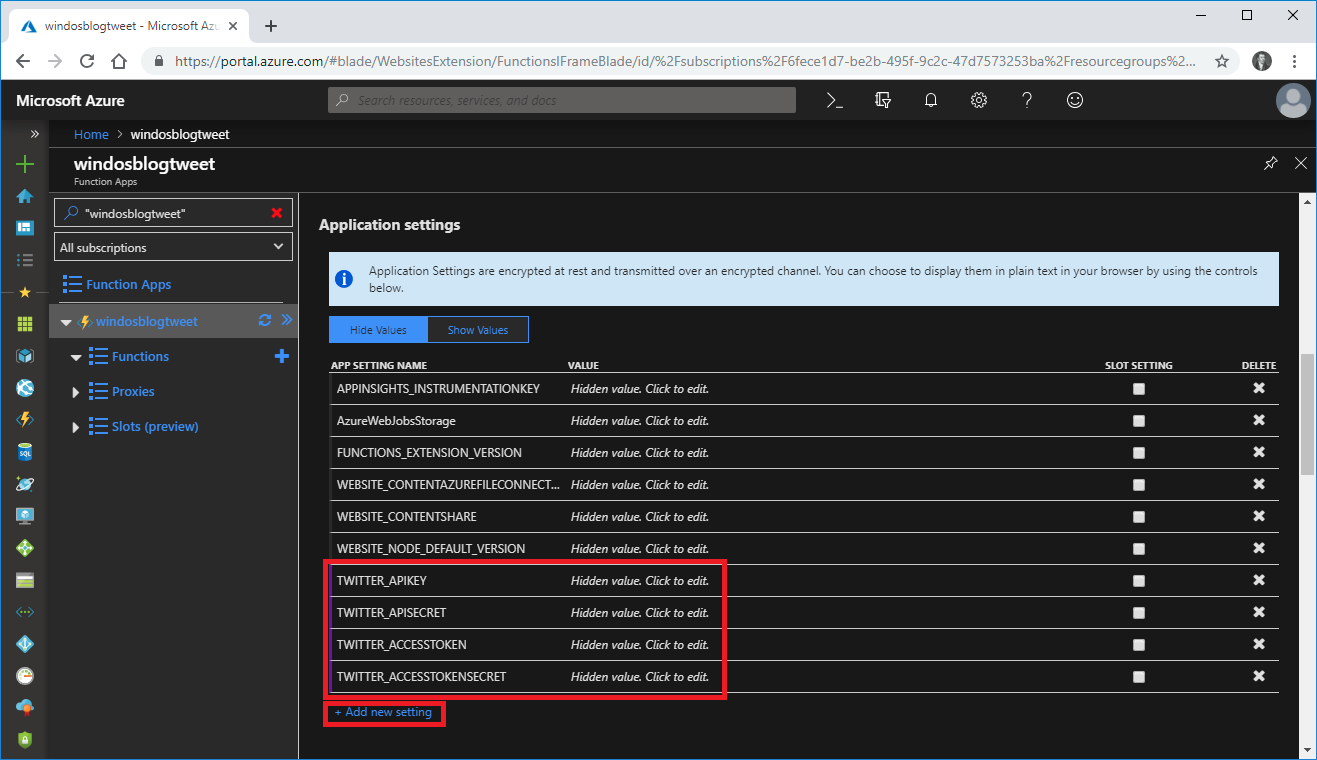 windosblogtweet - Microsoft Azu
https://portal.azure.com/#blade/WebsitesExtension/FunctionsIFrameBlade/id/%2Fsubscriptions%2F6fece1d7-be2b-495f-9c2c-47d7573253ba%2Fresourcegroups%2...
Microsoft Azure
Search resources, services, and docs
Home > windosblogtweet
windosblogtweet
Function Apps
"windosblogtweet"
All subscriptions
Function Apps
windosblogtweet
Functions
Proxies
Slots (preview)
SQL
Application settings
Application Settings are encrypted at rest and transmitted over an encrypted channel. You can choose to display them in plain text in your browser by using the controls
below.
Hide Values Show Values
APP SETTING NAME VALUE SLOT SETTING DELETE
APPINSIGHTS_INSTRUMENTATIONKEY Hidden value. Click to edit.
AzureWebJobsStorage Hidden value. Click to edit.
FUNCTIONS_EXTENSION_VERSION Hidden value. Click to edit.
WEBSITE_CONTENTAZUREFILECONNECT... Hidden value. Click to edit.
WEBSITE_CONTENTSHARE Hidden value. Click to edit.
WEBSITE_NODE_DEFAULT_VERSION Hidden value. Click to edit.
TWITTER_APIKEY Hidden value. Click to edit.
TWITTER_APISECRET Hidden value. Click to edit.
TWITTER_ACCESSTOKEN Hidden value. Click to edit.
TWITTER_ACCESSTOKENSECRET Hidden value. Click to edit.
+ Add new setting